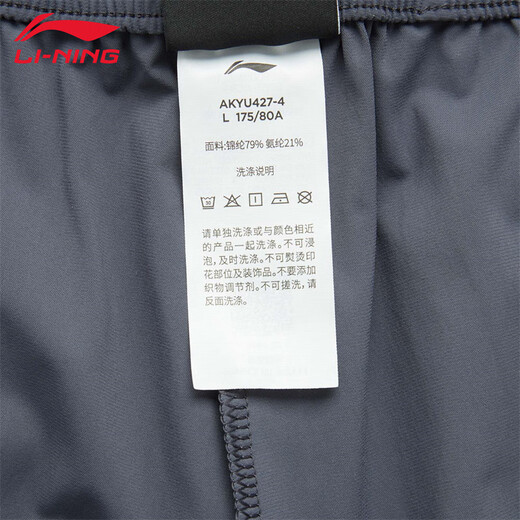 LI-NING
AKYU427-4
L 175/80A
面料:锦纶79% 氨纶21%
洗涤说明
请单独洗涤或与颜色相近
的产品一起洗涤。不可浸
泡，及时洗涤。不可熨烫印
花部位及装饰品。不要添加
织物调节剂。不可搓洗，请
反面洗涤。